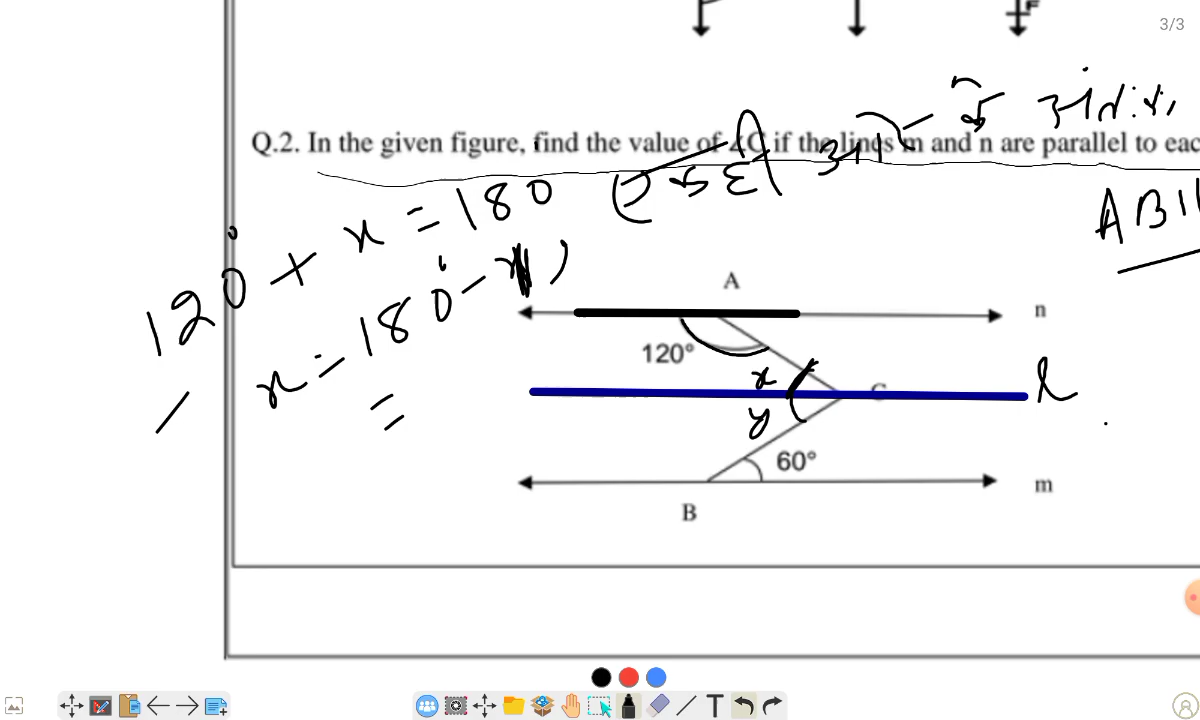 3/3
F
Q.2. In the given figure, find the value of ∠C if the lines m and n are parallel to eac
120° + x = 180
x = 180° -
=
AB ||
A
n
120°
x
C
l
y
60°
m
B
T